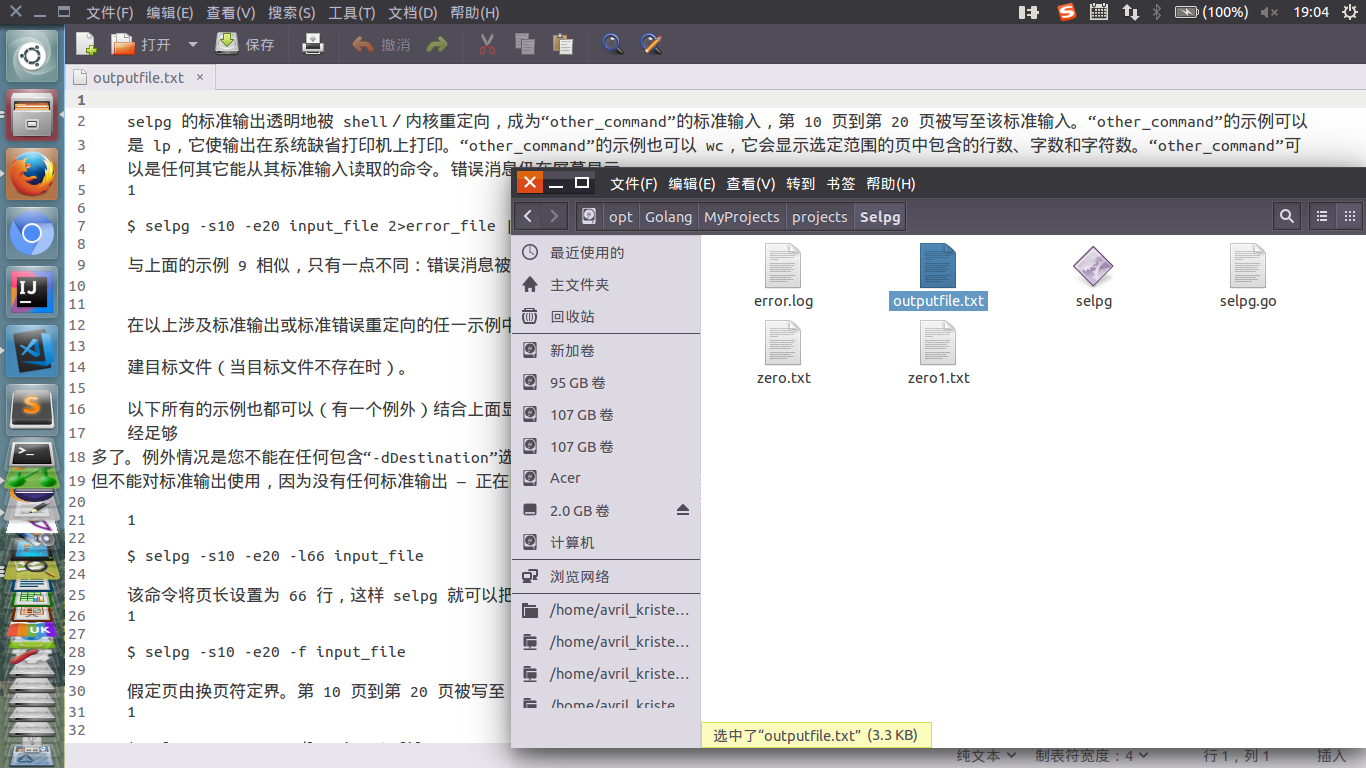 文件(F) 编辑(E) 查看(V) 搜索(S) 工具(T) 文档(D) 帮助(H)
(100%) 19:04
打开 保存 撤消
outputfile.txt ×
1
2 selpg 的标准输出透明地被 shell／内核重定向，成为“other_command”的标准输入，第 10 页到第 20 页被写至该标准输入。“other_command”的示例可以
3 是 lp，它使输出在系统缺省打印机上打印。“other_command”的示例也可以 wc，它会显示选定范围的页中包含的行数、字数和字符数。“other_command”可
4 以是任何其它能从其标准输入读取的命令。错误消息仍在屏幕显示
5 1
6
7 $ selpg -s10 -e20 input_file 2>error_file |
8
9 与上面的示例 9 相似，只有一点不同：错误消息被
10
11
12 在以上涉及标准输出或标准错误重定向的任一示例中
13
14 建目标文件（当目标文件不存在时）。
15
16 以下所有的示例也都可以（有一个例外）结合上面显
17 经足够
18 多了。例外情况是您不能在任何包含“-dDestination”选
19 但不能对标准输出使用，因为没有任何标准输出 — 正在
20
21 1
22
23 $ selpg -s10 -e20 -l66 input_file
24
25 该命令将页长设置为 66 行，这样 selpg 就可以把
26 1
27
28 $ selpg -s10 -e20 -f input_file
29
30 假定页由换页符定界。第 10 页到第 20 页被写至
31 1
32
纯文本 制表符宽度：4 行 1，列 1 插入
文件(F) 编辑(E) 查看(V) 转到 书签 帮助(H)
opt Golang MyProjects projects Selpg
最近使用的
主文件夹
回收站
新加卷
95 GB 卷
107 GB 卷
107 GB 卷
Acer
2.0 GB 卷
计算机
浏览网络
/home/avril_kriste…
/home/avril_kriste…
/home/avril_kriste…
/home/avril_kriste
error.log outputfile.txt selpg selpg.go
zero.txt zero1.txt
选中了“outputfile.txt” (3.3 KB)
IJ
UK